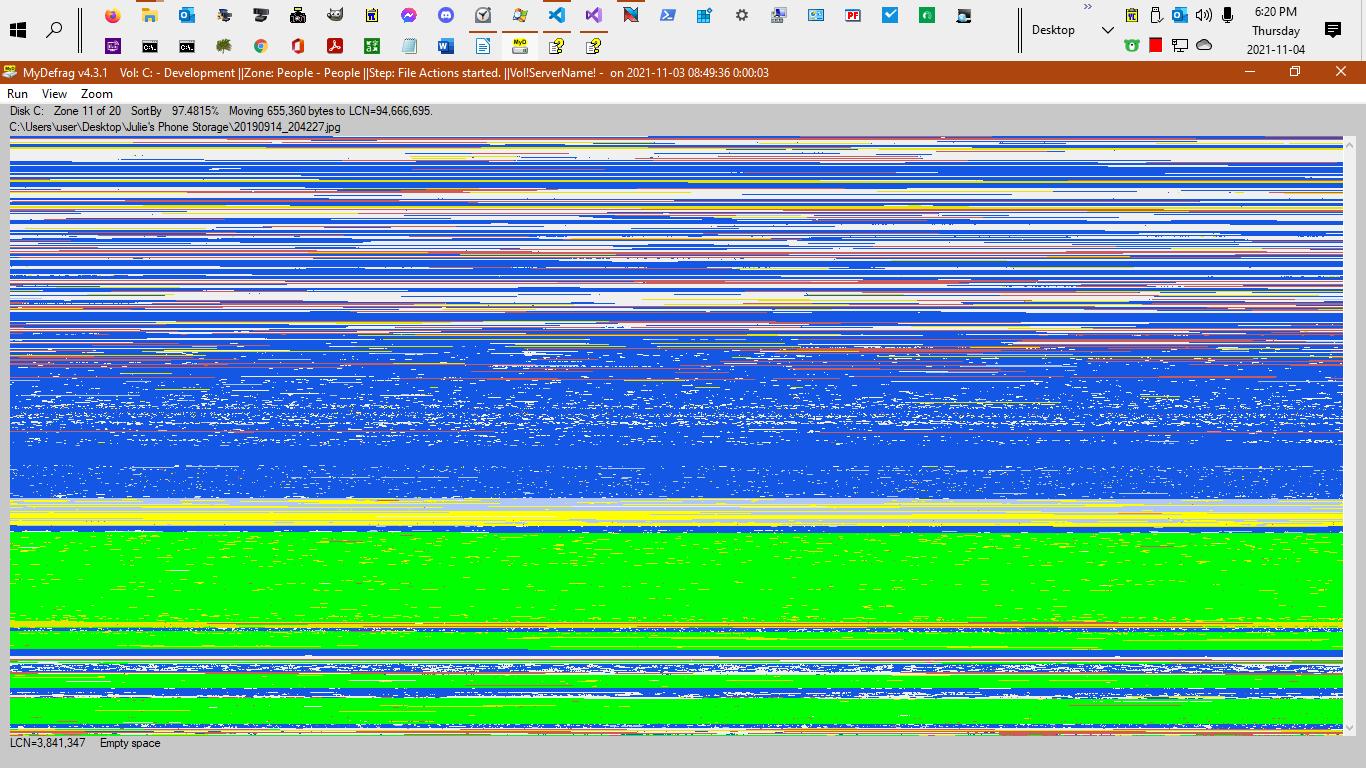 6:20 PM
Desktop
Thursday
2021-11-04
MyDefrag v4.3.1 Vol: C: - Development ||Zone: People - People ||Step: File Actions started. ||Vol!ServerName! - on 2021-11-03 08:49:36 0:00:03
Run View Zoom
Disk C: Zone 11 of 20 SortBy 97.4815% Moving 655,360 bytes to LCN=94,666,695.
C:\Users\user\Desktop\Julie's Phone Storage\20190914_204227.jpg
LCN=3,841,347 Empty space